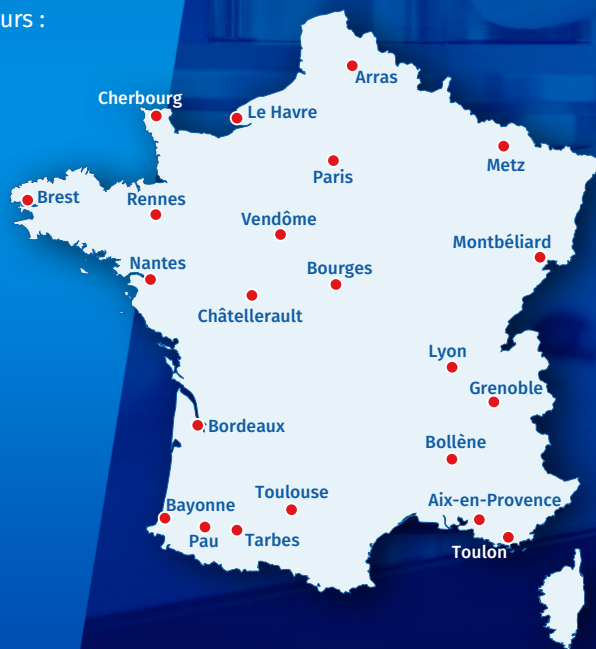 urs :
Arras
Cherbourg
Le Havre
Metz
Paris
Brest
Rennes
Vendôme
Montbéliard
Nantes
Bourges
Châtellerault
Lyon
Grenoble
Bordeaux
Bollène
Toulouse
Aix-en-Provence
Bayonne
Pau
Tarbes
Toulon